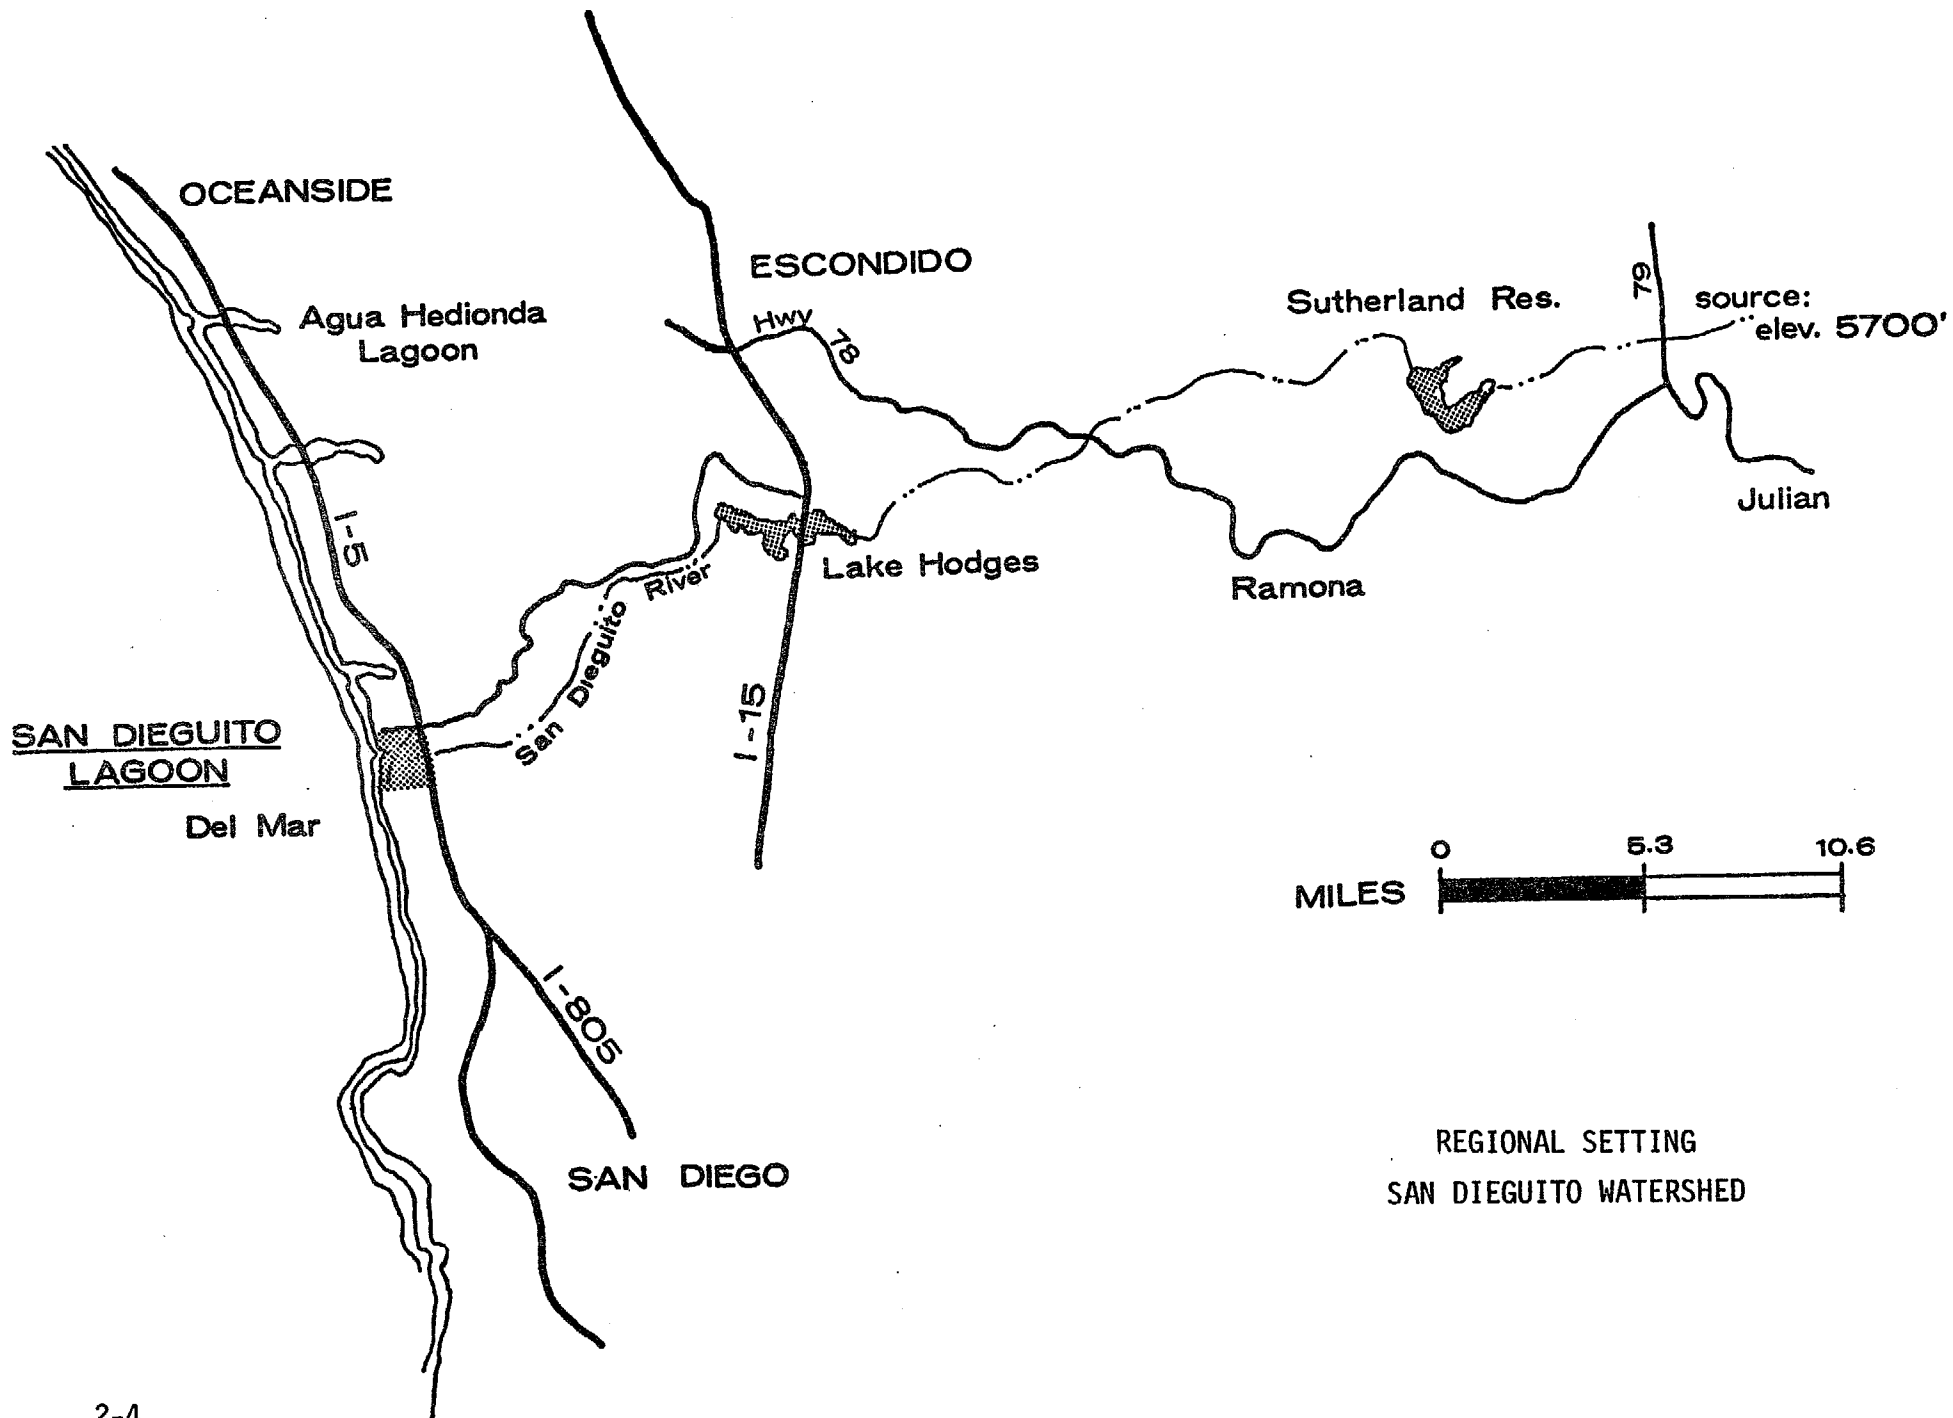 OCEANSIDE
ESCONDIDO
Agua Hedionda
Lagoon
Hwy
78
Sutherland Res.
79
source:
elev. 5700'
Julian
I-5
Lake Hodges
Ramona
San Dieguito River
I-15
SAN DIEGUITO
LAGOON
Del Mar
0 5.3 10.6
MILES
I-805
SAN DIEGO
REGIONAL SETTING
SAN DIEGUITO WATERSHED
2-4